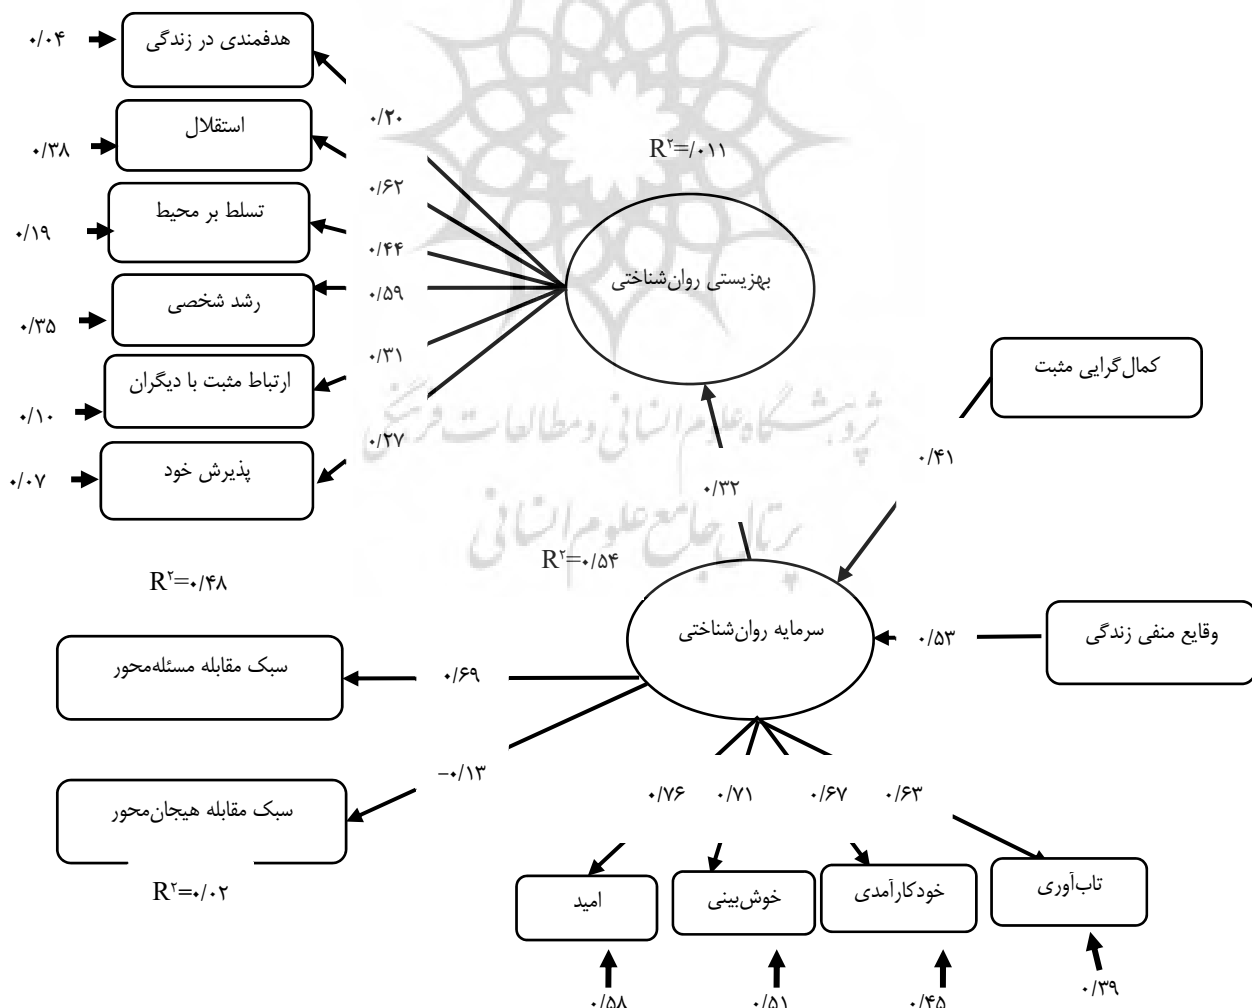 هدفمندی در زندگی
۰/۰۴
۰/۲۰
استقلال
۰/۳۸
۰/۶۲
تسلط بر محیط
۰/۱۹
۰/۴۴
رشد شخصی
۰/۳۵
۰/۵۹
ارتباط مثبت با دیگران
۰/۱۰
۰/۳۱
پذیرش خود
۰/۰۷
۰/۲۷
R۲=/۰۱۱
بهزیستی روان‌شناختی
کمال‌گرایی مثبت
۰/۴۱
پژوهشگاه علوم انسانی و مطالعات فرهنگی
پرتال جامع علوم انسانی
۰/۳۲
R۲=۰/۵۴
R۲=۰/۴۸
سرمایه روان‌شناختی
وقایع منفی زندگی
۰/۵۳
سبک مقابله مسئله‌محور
۰/۶۹
سبک مقابله هیجان‌محور
–۰/۱۳
R۲=۰/۰۲
۰/۷۶
۰/۷۱
۰/۶۷
۰/۶۳
امید
خوش‌بینی
خودکارآمدی
تاب‌آوری
۰/۵۸
۰/۵۱
۰/۴۵
۰/۳۹